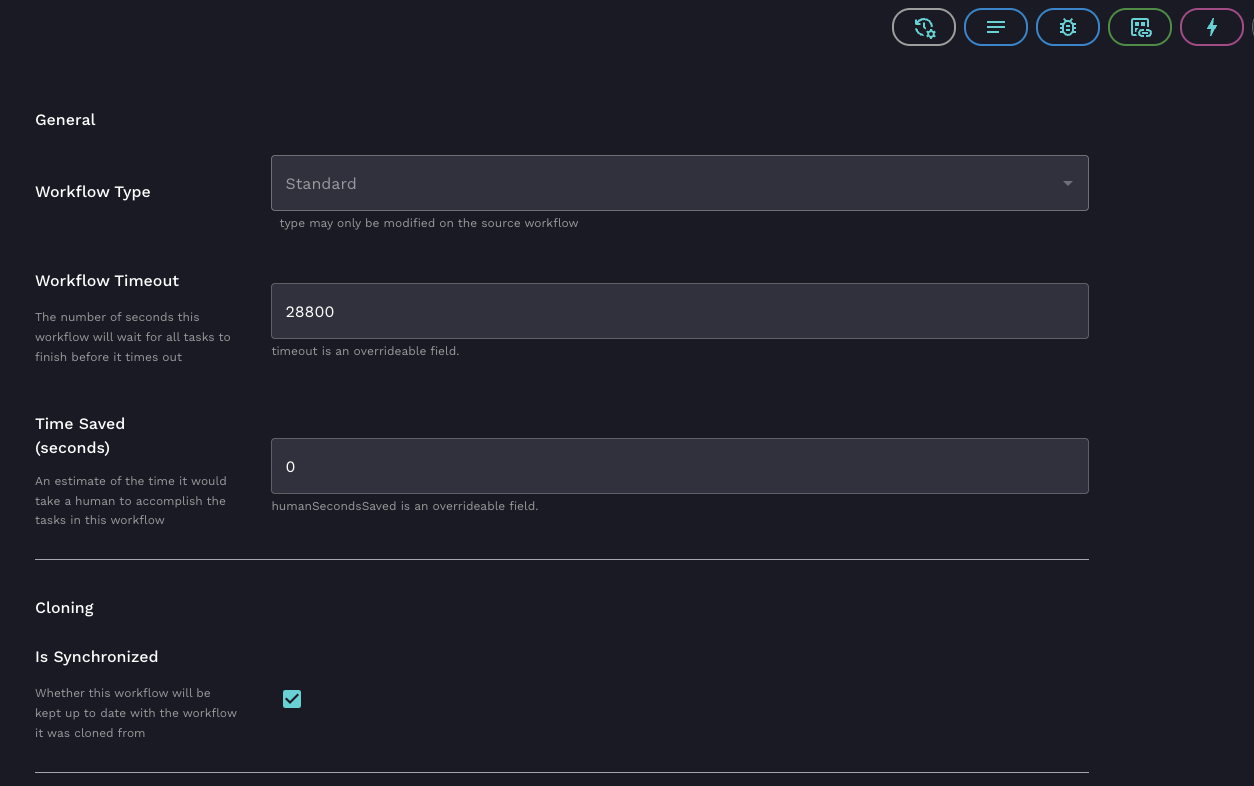 General
Workflow Type
Standard
type may only be modified on the source workflow
Workflow Timeout
The number of seconds this
workflow will wait for all tasks to
finish before it times out
28800
timeout is an overrideable field.
Time Saved
(seconds)
An estimate of the time it would
take a human to accomplish the
tasks in this workflow
0
humanSecondsSaved is an overrideable field.
Cloning
Is Synchronized
Whether this workflow will be
kept up to date with the workflow
it was cloned from